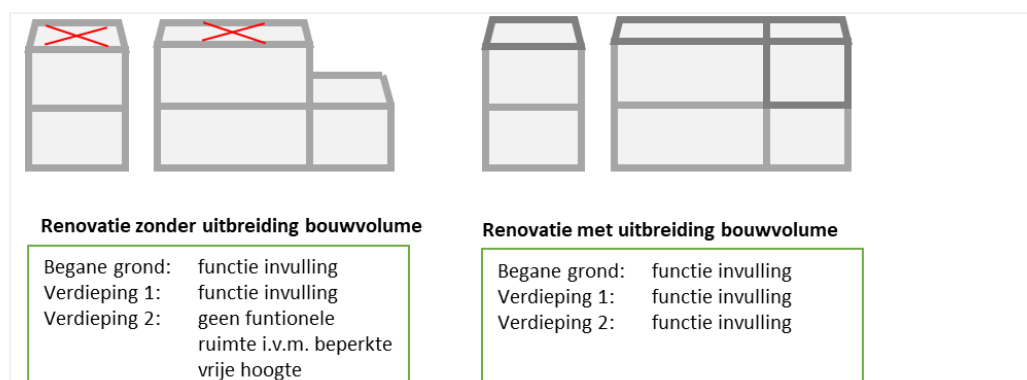 Renovatie zonder uitbreiding bouwvolume
Begane grond: functie invulling
Verdieping 1: functie invulling
Verdieping 2: geen funtionele
ruimte i.v.m. beperkte
vrije hoogte
Renovatie met uitbreiding bouwvolume
Begane grond: functie invulling
Verdieping 1: functie invulling
Verdieping 2: functie invulling